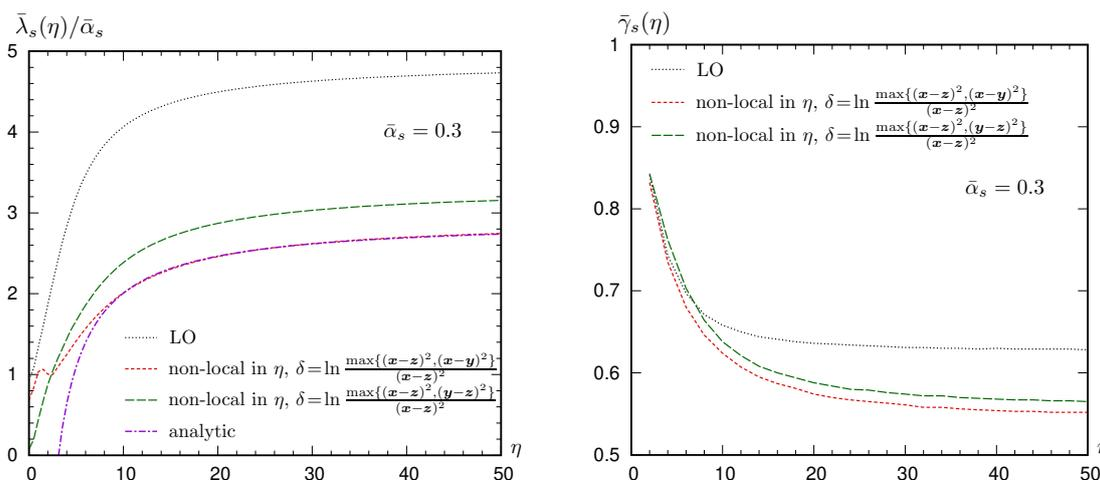 λ̄ₛ(η)/ᾱₛ
5
4
3
2
1
0
0 10 20 30 40 50
η
ᾱₛ = 0.3
LO
non-local in η, δ=ln max{(x−z)²,(x−y)²}/(x−z)²
non-local in η, δ=ln max{(x−z)²,(y−z)²}/(x−z)²
analytic
γ̄ₛ(η)
1
0.9
0.8
0.7
0.6
0.5
0 10 20 30 40 50
LO
non-local in η, δ=ln max{(x−z)²,(x−y)²}/(x−z)²
non-local in η, δ=ln max{(x−z)²,(y−z)²}/(x−z)²
ᾱₛ = 0.3